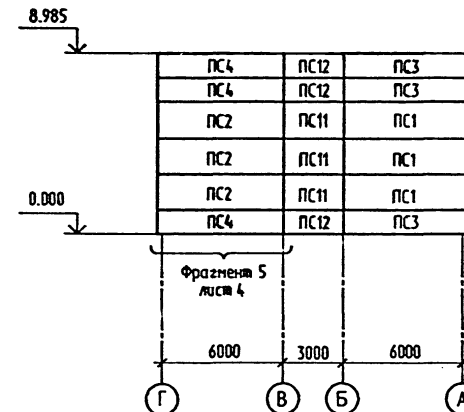 8.985
ПС4 ПС12 ПС3
ПС4 ПС12 ПС3
ПС2 ПС11 ПС1
ПС2 ПС11 ПС1
ПС2 ПС11 ПС1
0.000
ПС4 ПС12 ПС3
Фрагмент 5
лист 4
6000 3000 6000
Г В Б А